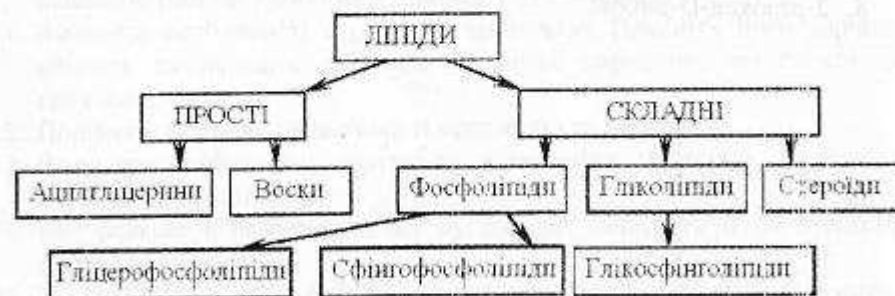 ЛІПІДИ
ПРОСТІ
СКЛАДНІ
Ацилгліцерини
Воски
Фосфоліпіди
Гліколіпіди
Стероїди
Гліцерофосфоліпіди
Сфінгофосфоліпіди
Глікосфінголіпіди